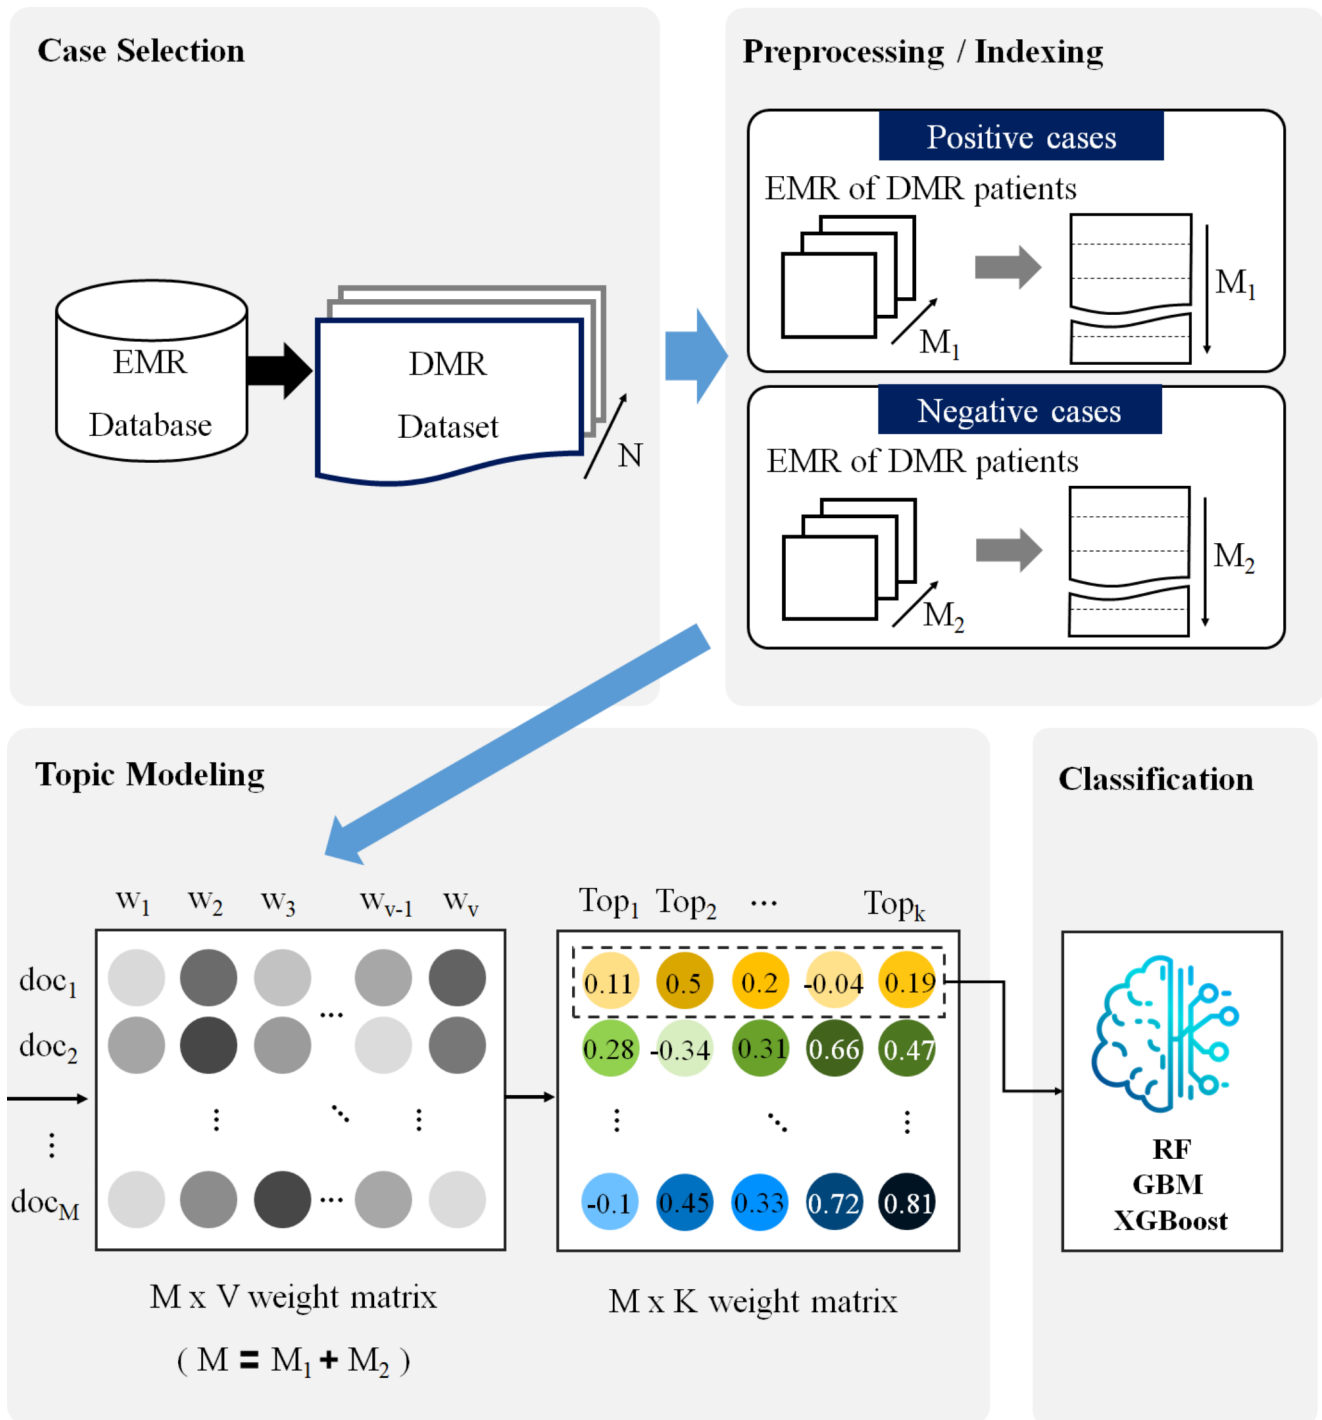 Case Selection
EMR
Database
DMR
Dataset
N
Preprocessing / Indexing
Positive cases
EMR of DMR patients
M₁
M₁
Negative cases
EMR of DMR patients
M₂
M₂
Topic Modeling
w₁ w₂ w₃ wᵥ₋₁ wᵥ
doc₁
...
doc₂
⋮
docM
⋮ ⋱ ⋮
...
M x V weight matrix
( M = M₁ + M₂ )
Top₁ Top₂ ... Topₖ
0.11 0.5 0.2 -0.04 0.19
0.28 -0.34 0.31 0.66 0.47
⋮ ⋱ ⋮
-0.1 0.45 0.33 0.72 0.81
M x K weight matrix
Classification
RF
GBM
XGBoost